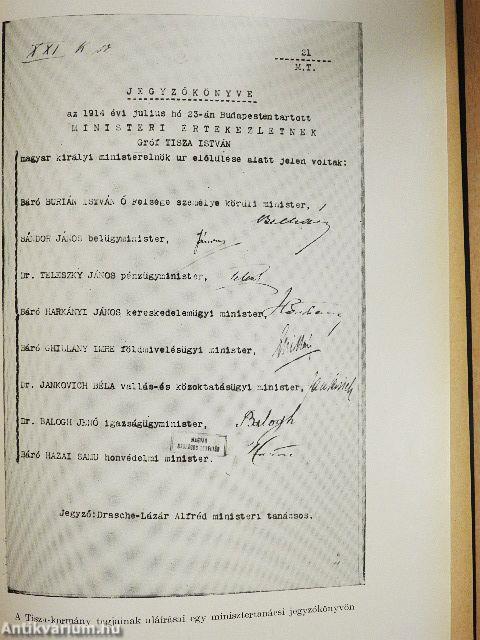 XXI
21
M.T.
JEGYZŐKÖNYVE
az 1914 évi julius hó 23-án Budapesten tartott
MINISTERI ÉRTEKEZLETNEK
Gróf TISZA ISTVÁN
magyar királyi ministerelnök ur elölülése alatt jelen voltak:
Báró BURIÁN ISTVÁN Ő Felsége személye körüli minister,
SÁNDOR JÁNOS belügyminister,
Dr. TELESZKY JÁNOS pénzügyminister,
Báró HARKÁNYI JÁNOS kereskedelemügyi minister,
Báró GHILLÁNY IMRE földmivelésügyi minister,
Dr. JANKOVICH BÉLA vallás-és közoktatásügyi minister,
Dr. BALOGH JENŐ igazságügyminister, Balogh
MAGYAR
Báró HAZAI SAMU honvédelmi minister.
Jegyző:Drasche-Lázár Alfréd ministeri tanácsos.
A Tisza-kormány tagjainak aláírásai egy minisztertanácsi jegyzőkönyvön
Antikvarium.hu